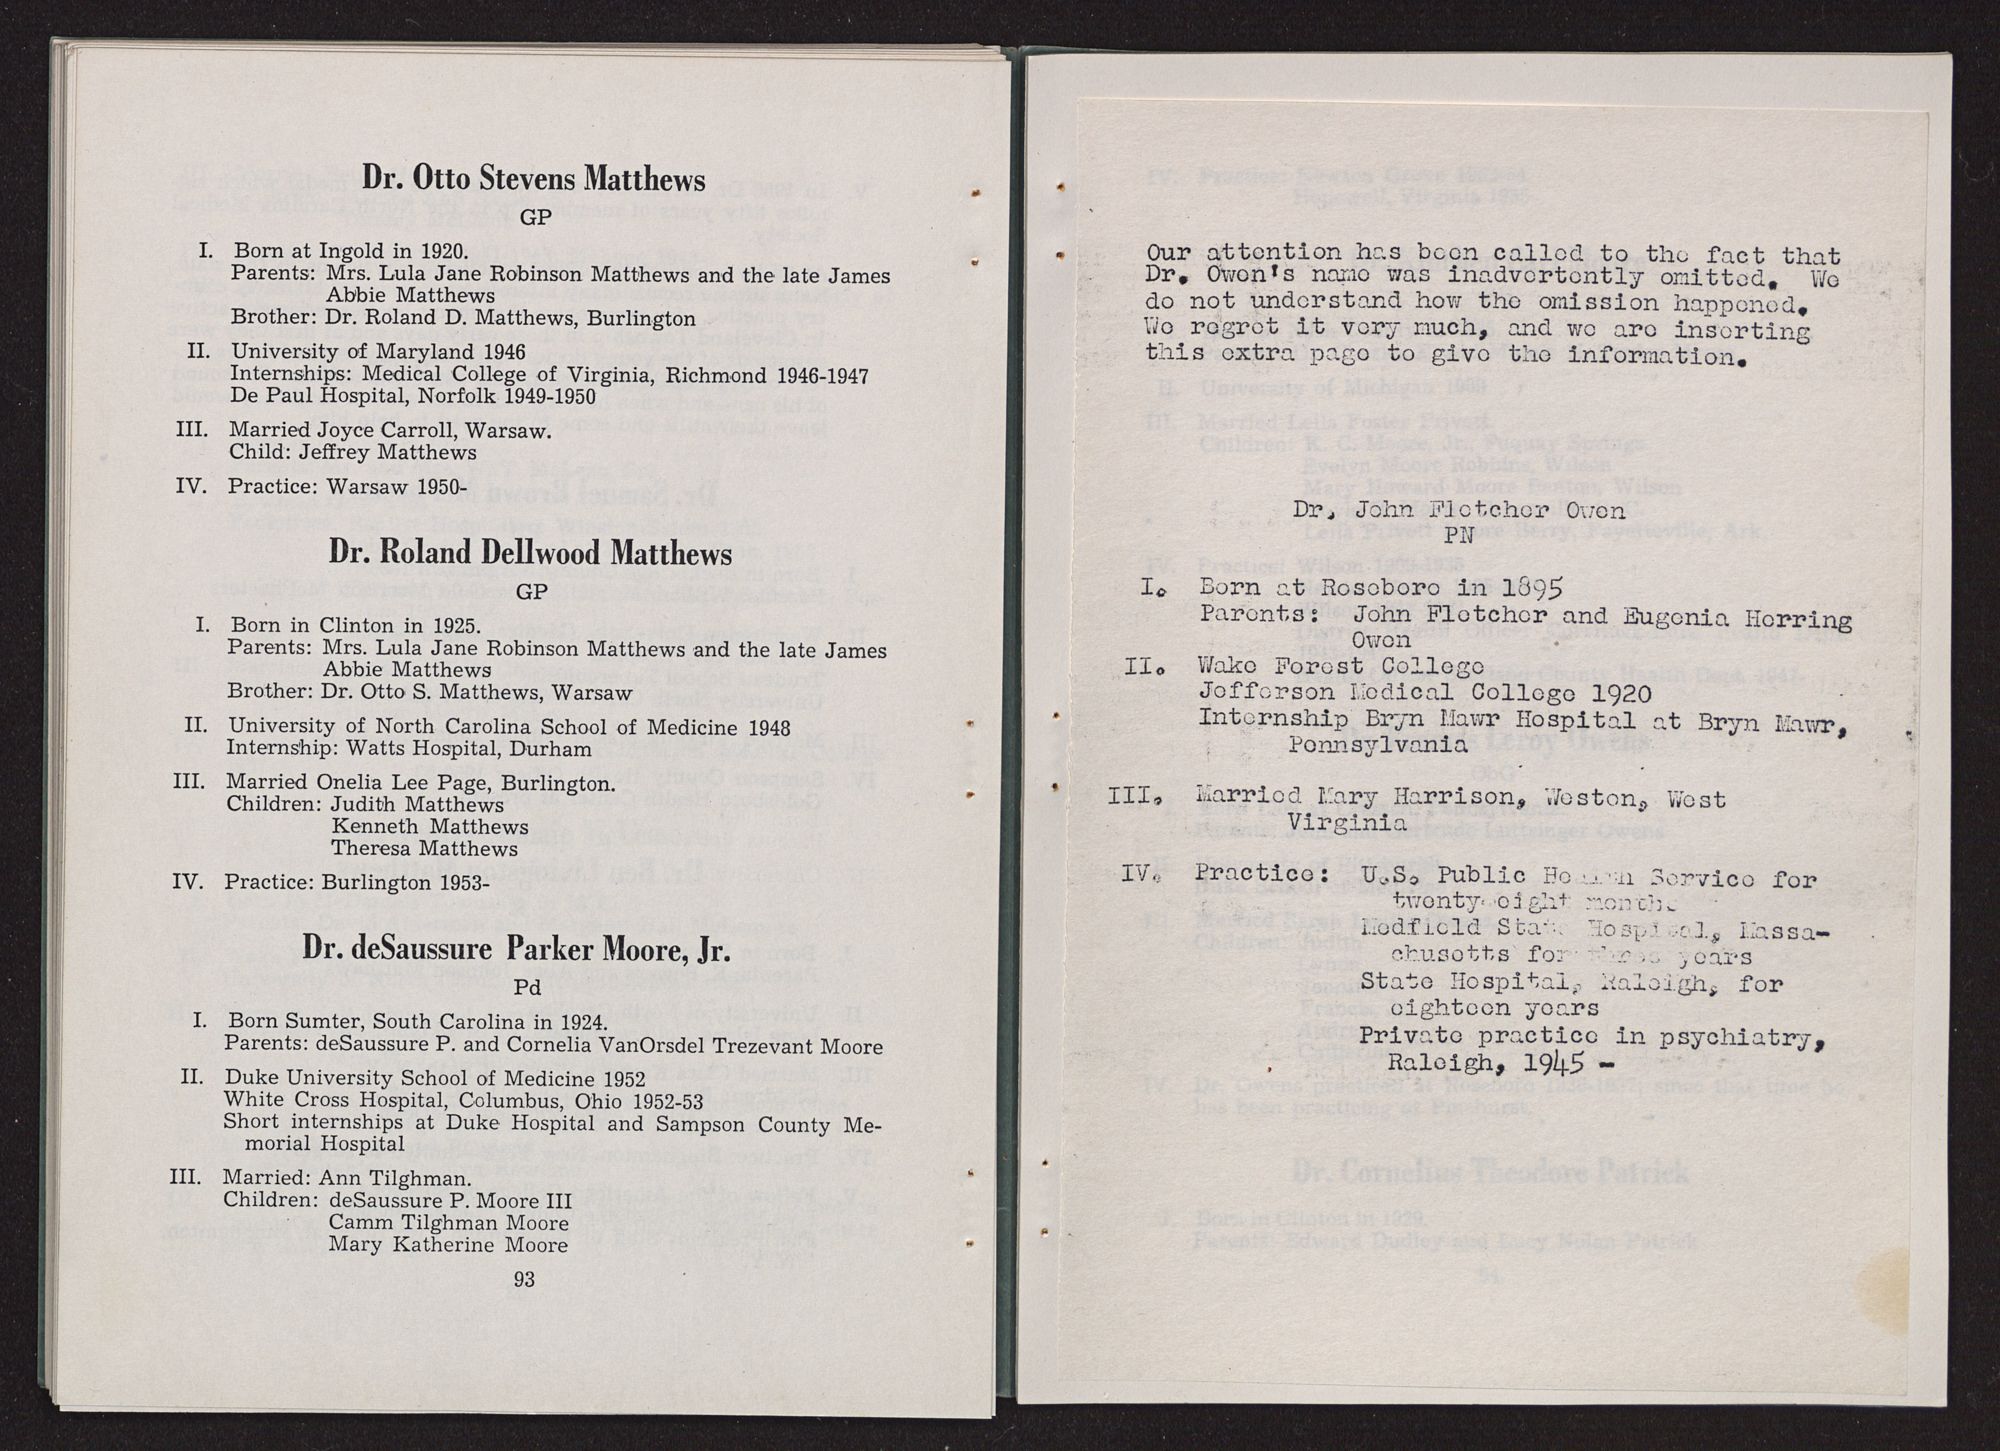 Dr. Otto Stevens Matthews
GP
I. Born at Ingold in 1920.
Parents: Mrs. Lula Jane Robinson Matthews and the late James
Abbie Matthews
Brother: Dr. Roland D. Matthews, Burlington
II. University of Maryland 1946
Internships: Medical College of Virginia, Richmond 1946-1947
De Paul Hospital, Norfolk 1949-1950
III. Married Joyce Carroll, Warsaw.
Child: Jeffrey Matthews
IV. Practice: Warsaw 1950-
Dr. Roland Dellwood Matthews
GP
I. Born in Clinton in 1925.
Parents: Mrs. Lula Jane Robinson Matthews and the late James
Abbie Matthews
Brother: Dr. Otto S. Matthews, Warsaw
II. University of North Carolina School of Medicine 1948
Internship: Watts Hospital, Durham
III. Married Onelia Lee Page, Burlington.
Children: Judith Matthews
Kenneth Matthews
Theresa Matthews
IV. Practice: Burlington 1953-
Dr. deSaussure Parker Moore, Jr.
Pd
I. Born Sumter, South Carolina in 1924.
Parents: deSaussure P. and Cornelia VanOrsdel Trezevant Moore
II. Duke University School of Medicine 1952
White Cross Hospital, Columbus, Ohio 1952-53
Short internships at Duke Hospital and Sampson County Me-
morial Hospital
III. Married: Ann Tilghman.
Children: deSaussure P. Moore III
Camm Tilghman Moore
Mary Katherine Moore
93
Our attention has been called to the fact that
Dr. Owen's name was inadvertently omitted. We
do not understand how the omission happened.
We regret it very much, and we are inserting
this extra page to give the information.
Dr. John Fletcher Owen
PN
I. Born at Roseboro in 1895
Parents: John Fletcher and Eugenia Herring
Owen
II. Wake Forest College
Jefferson Medical College 1920
Internship Bryn Mawr Hospital at Bryn Mawr,
Pennsylvania
III. Married Mary Harrison, Weston, West
Virginia
IV. Practice: U.S. Public Health Service for
twenty eight months
Medfield State Hospital, Massa-
chusetts for three years
State Hospital, Raleigh, for
eighteen years
Private practice in psychiatry,
Raleigh, 1945 -